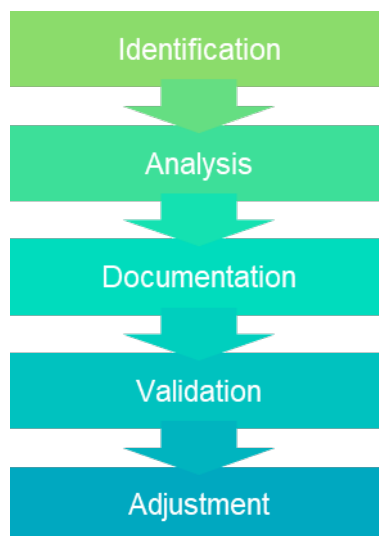 Identification
Analysis
Documentation
Validation
Adjustment